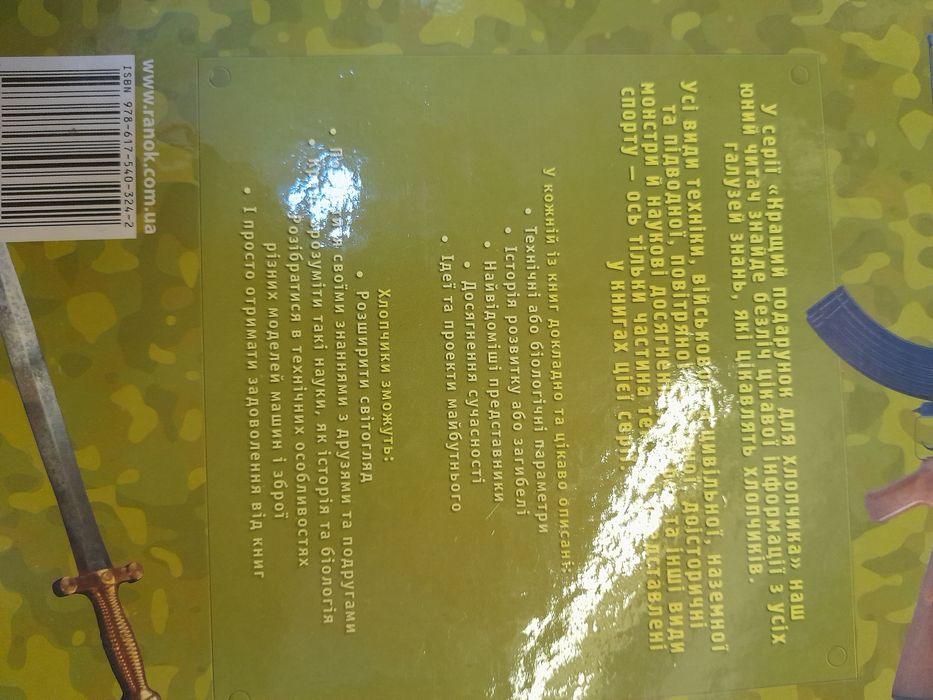 У серії «Кращий подарунок для хлопчика» наш
юний читач знайде безліч цікавої інформації з усіх
галузей знань, які цікавлять хлопчиків.
Усі види техніки, військової наземної
та підводної, повітряної доісторичні
монстри й наукові досягнення та інші види
спорту — ось тільки частина
у книгах цієї серії.
У кожній із книг докладно та цікаво описані:
• Технічні або біологічні параметри
• Історія розвитку або загибелі
• Найвідоміші представники
• Досягнення сучасності
• Ідеї та проекти майбутнього
Хлопчики зможуть:
• Розширити світогляд
• своїми знаннями з друзями та подругами
• розуміти такі науки, як історія та біологія
• розібратися в технічних особливостях
різних моделей машин і зброї
• І просто отримати задоволення від книг
www.ranok.com.ua
ISBN 978-617-540-324-2